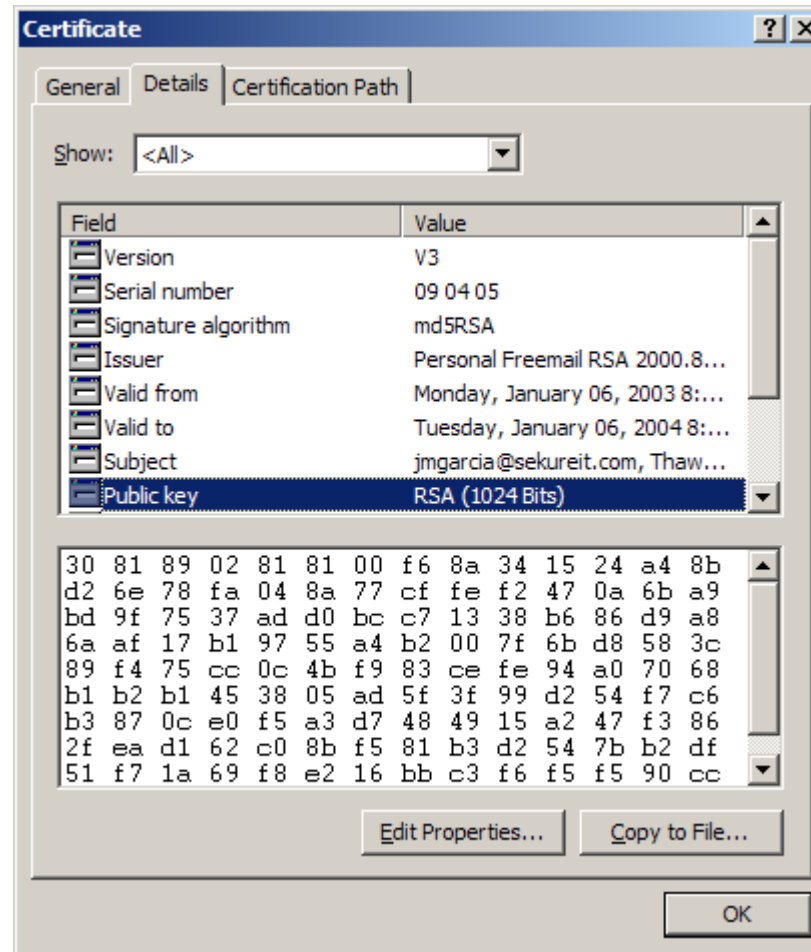 Certificate
General Details Certification Path
Show: <All>
Field Value
Version V3
Serial number 09 04 05
Signature algorithm md5RSA
Issuer Personal Freemail RSA 2000.8...
Valid from Monday, January 06, 2003 8:...
Valid to Tuesday, January 06, 2004 8:...
Subject jmgarcia@sekureit.com, Thaw...
Public key RSA (1024 Bits)
30 81 89 02 81 81 00 f6 8a 34 15 24 a4 8b
d2 6e 78 fa 04 8a 77 cf fe f2 47 0a 6b a9
bd 9f 75 37 ad d0 bc c7 13 38 b6 86 d9 a8
6a af 17 b1 97 55 a4 b2 00 7f 6b d8 58 3c
89 f4 75 cc 0c 4b f9 83 ce fe 94 a0 70 68
b1 b2 b1 45 38 05 ad 5f 3f 99 d2 54 f7 c6
b3 87 0c e0 f5 a3 d7 48 49 15 a2 47 f3 86
2f ea d1 62 c0 8b f5 81 b3 d2 54 7b b2 df
51 f7 1a 69 f8 e2 16 bb c3 f6 f5 f5 90 cc
Edit Properties... Copy to File...
OK